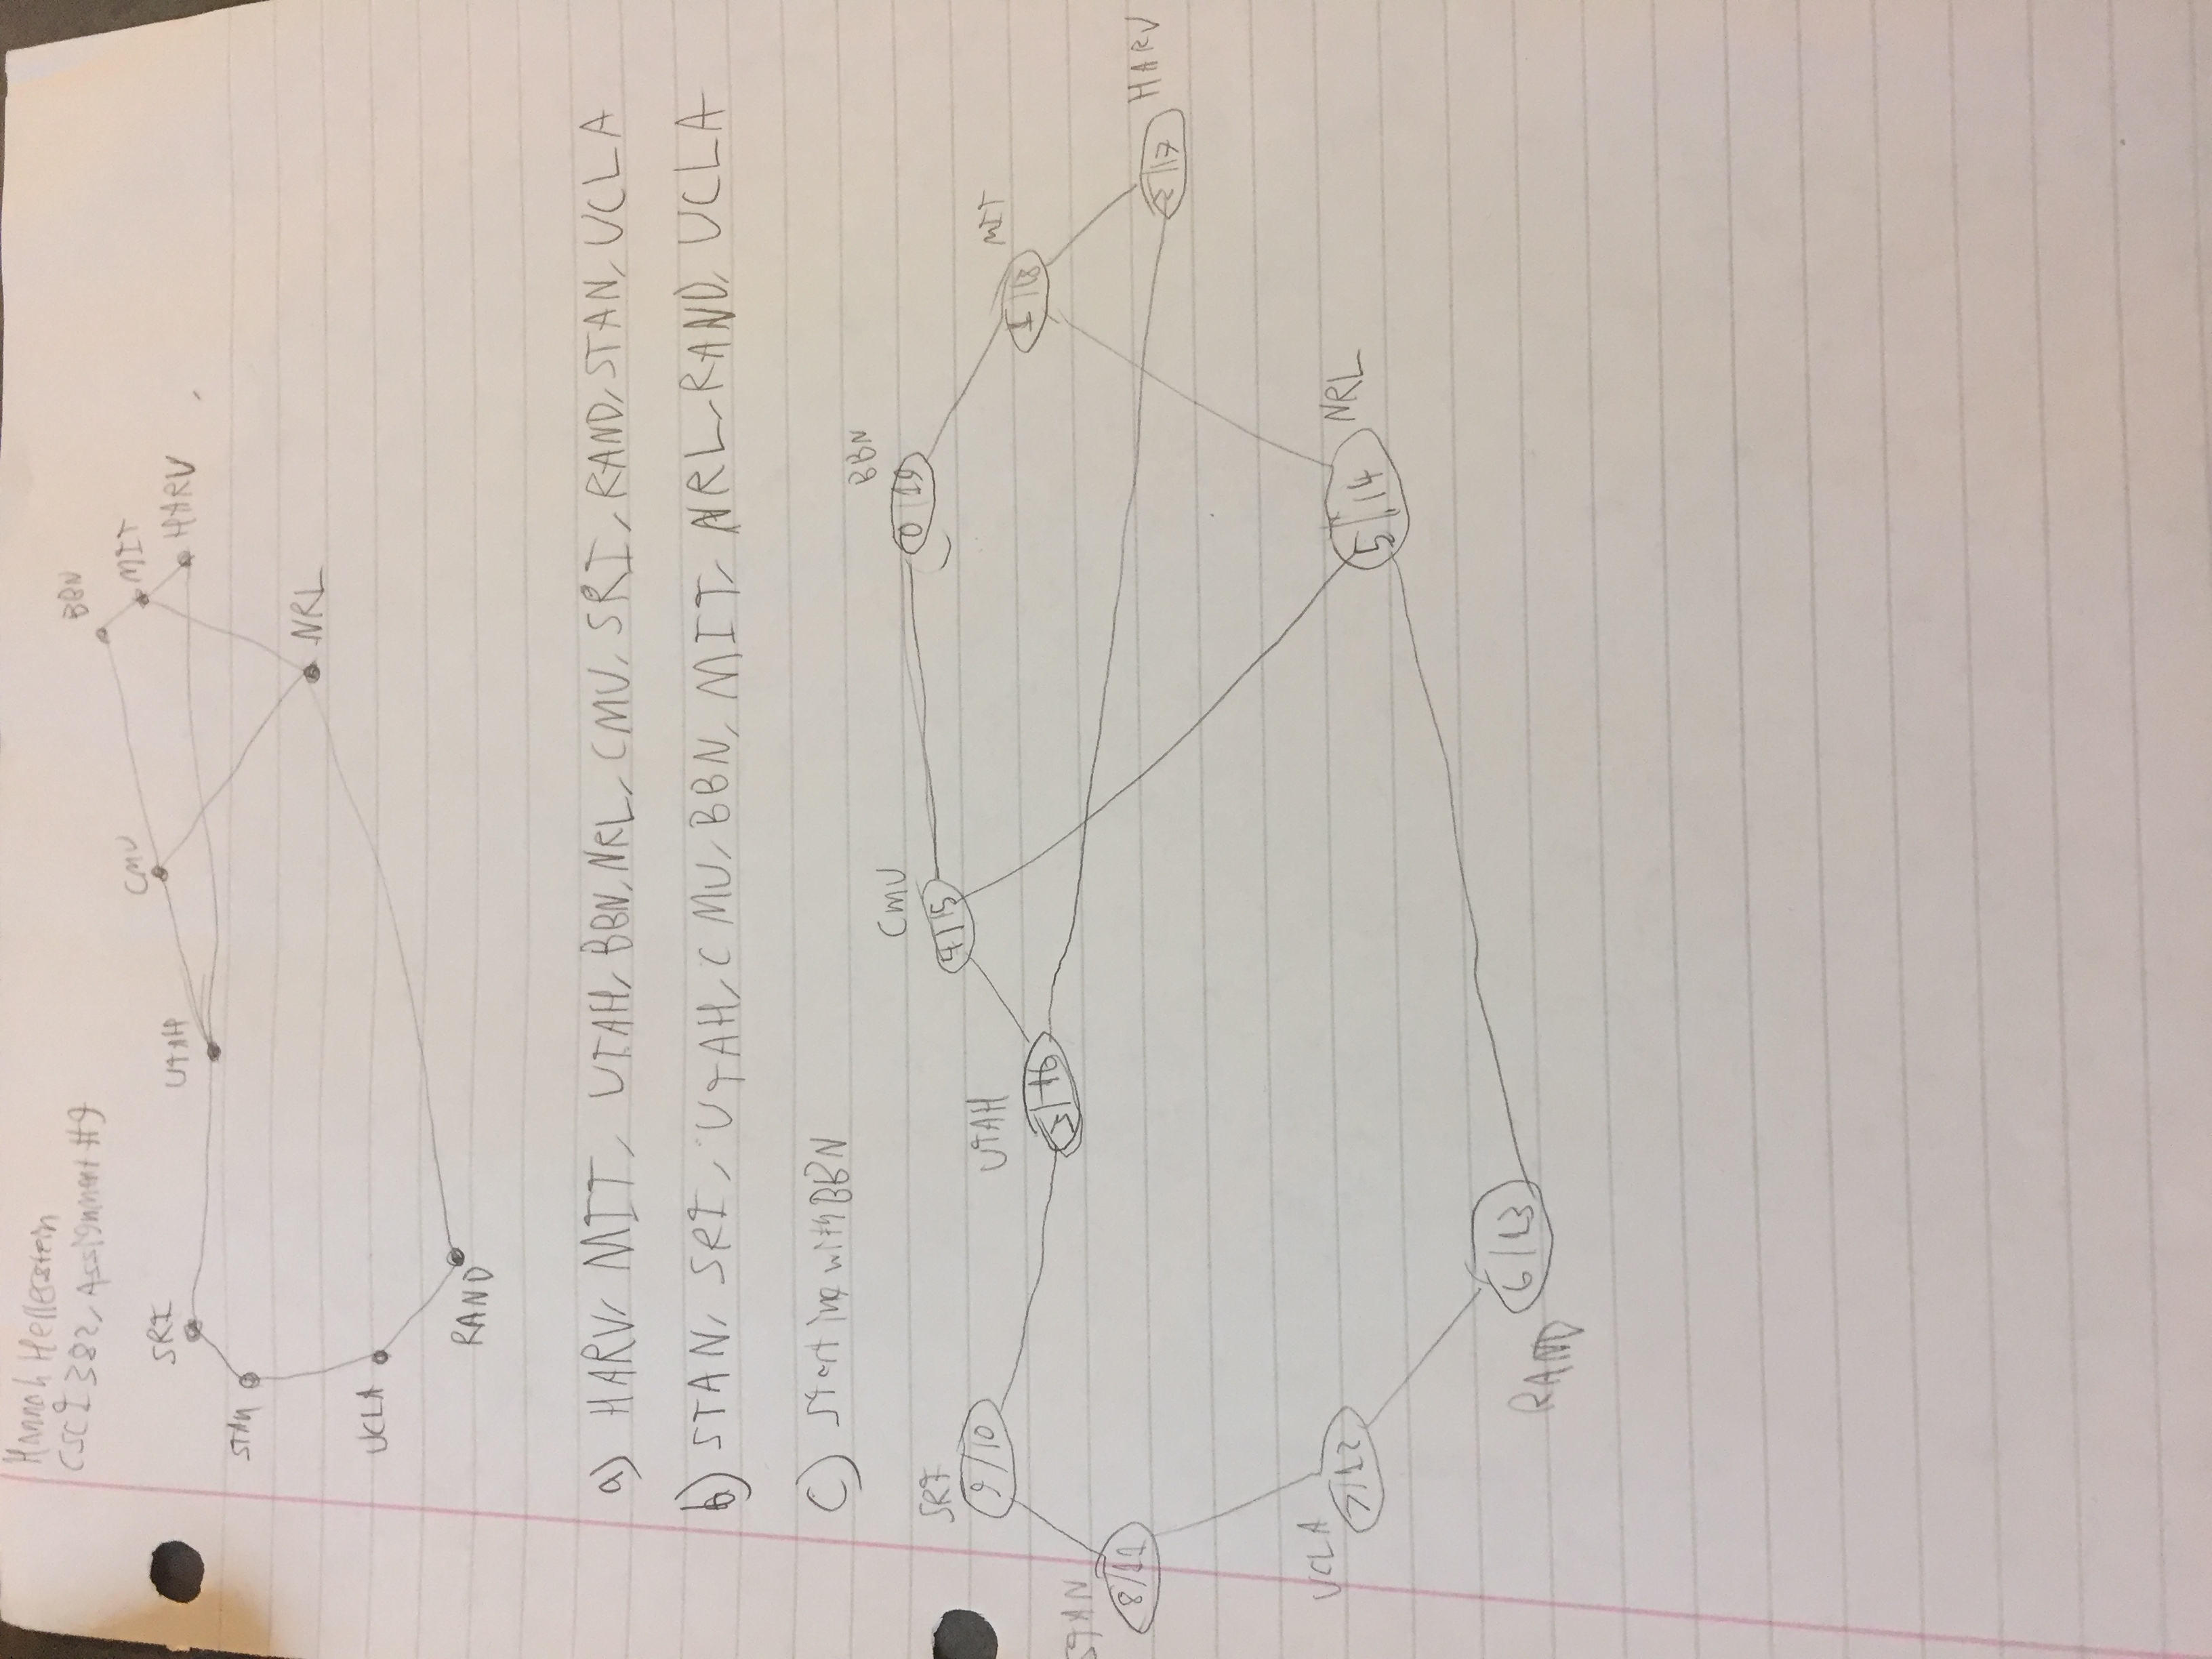 Hannah Hellerstein
CSCI 382, Assignment #9
BBN
CMU
MIT
SRI
UTAH
HARV
STAN
NRL
UCLA
RAND
a) HARV, MIT, UTAH, BBN, NRL, CMU, SRI, RAND, STAN, UCLA
b) STAN, SRI, UTAH, CMU, BBN, MIT, NRL, RAND, UCLA
c) Starting with BBN
BBN
CMU
0|19
SRI
4|15
UTAH
9/10
MIT
1|18
3|16
STAN
8/11
HARV
2|17
UCLA
7/12
NRL
5|14
6/13
RAND